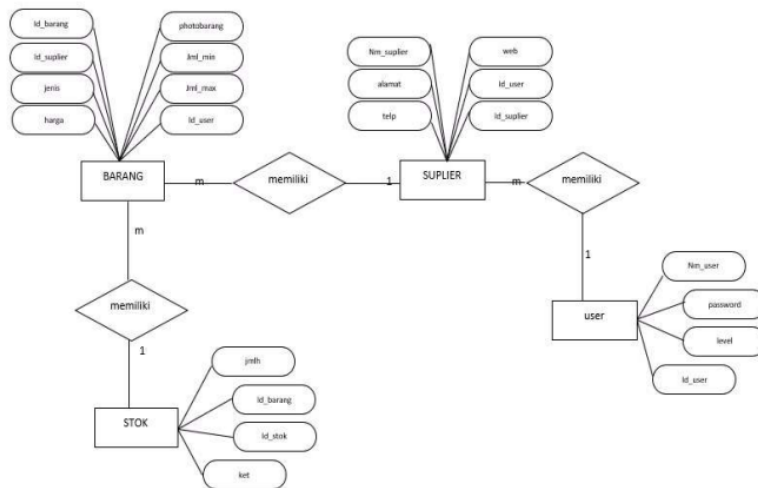 Id_barang
photobarang
Id_suplier
Jml_min
jenis
Jml_max
harga
Id_user
Nm_suplier
web
alamat
Id_user
telp
Id_suplier
BARANG
m
memiliki
1
SUPLIER
m
memiliki
m
1
Nm_user
user
password
level
Id_user
memiliki
1
jmlh
Id_barang
STOK
Id_stok
ket